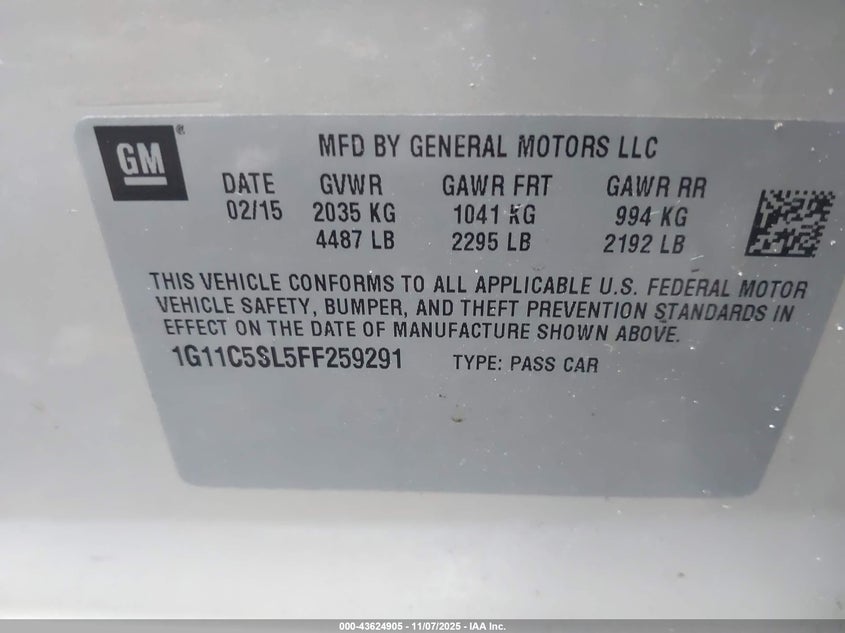 GM
MFD BY GENERAL MOTORS LLC
DATE GVWR GAWR FRT GAWR RR
02/15 2035 KG 1041 KG 994 KG
4487 LB 2295 LB 2192 LB
THIS VEHICLE CONFORMS TO ALL APPLICABLE U.S. FEDERAL MOTOR
VEHICLE SAFETY, BUMPER, AND THEFT PREVENTION STANDARDS IN
EFFECT ON THE DATE OF MANUFACTURE SHOWN ABOVE.
1G11C5SL5FF259291 TYPE: PASS CAR
000-43624905 - 11/07/2025 - IAA Inc.